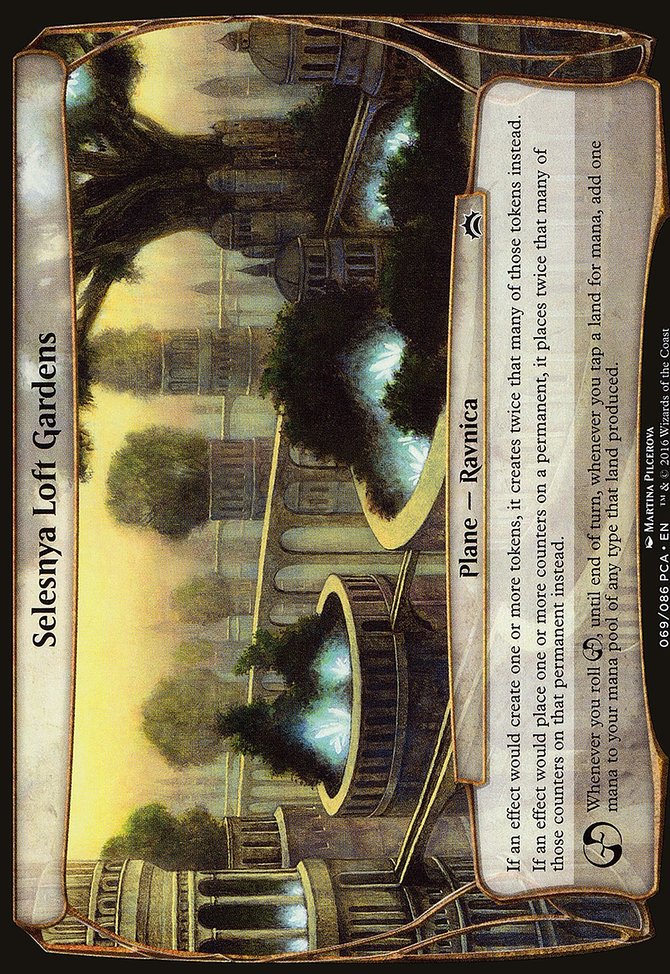 Selesnya Loft Gardens
Plane — Ravnica
If an effect would create one or more tokens, it creates twice that many of those tokens instead.
If an effect would place one or more counters on a permanent, it places twice that many of
those counters on that permanent instead.
Whenever you roll , until end of turn, whenever you tap a land for mana, add one
mana to your mana pool of any type that land produced.
MARTINA PILCEROVA
069/086 PCA • EN ™ & © 2016 Wizards of the Coast